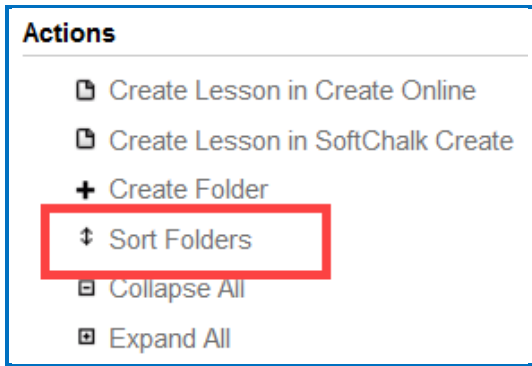 Actions
Create Lesson in Create Online
Create Lesson in SoftChalk Create
Create Folder
Sort Folders
Collapse All
Expand All